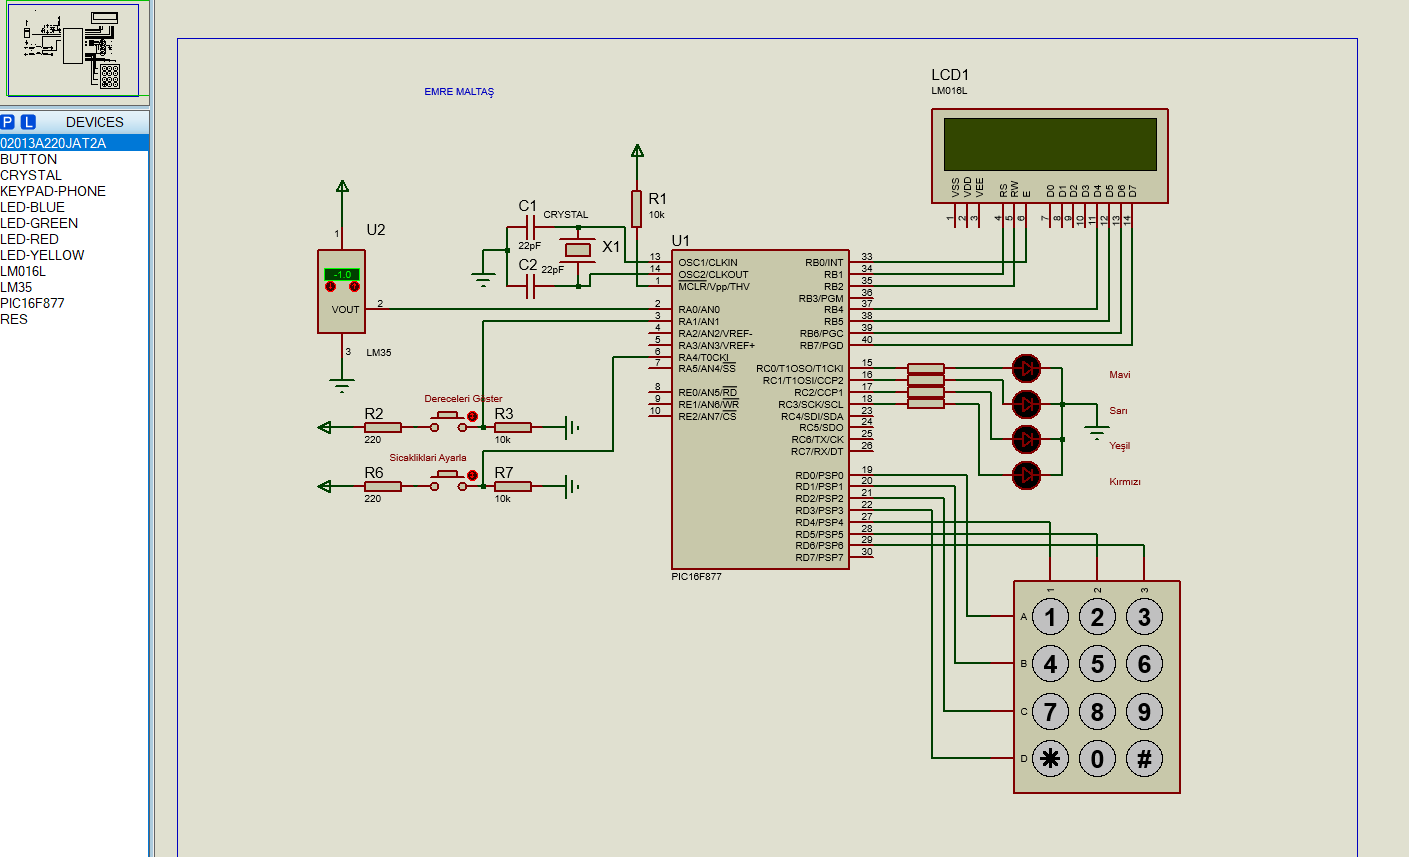 P L DEVICES
02013A220JAT2A
BUTTON
CRYSTAL
KEYPAD-PHONE
LED-BLUE
LED-GREEN
LED-RED
LED-YELLOW
LM016L
LM35
PIC16F877
RES
EMRE MALTAŞ
LCD1
LM016L
VSS VDD VEE RS RW E D0 D1 D2 D3 D4 D5 D6 D7
1 2 3 4 5 6 7 8 9 10 11 12 13 14
U2
1
-1.0
VOUT 2
3
LM35
C1
22pF
CRYSTAL
X1
C2
22pF
R1
10k
U1
13 OSC1/CLKIN
14 OSC2/CLKOUT
1 MCLR/Vpp/THV
2 RA0/AN0
3 RA1/AN1
4 RA2/AN2/VREF-
5 RA3/AN3/VREF+
6 RA4/T0CKI
7 RA5/AN4/SS
8 RE0/AN5/RD
9 RE1/AN6/WR
10 RE2/AN7/CS
RB0/INT 33
RB1 34
RB2 35
RB3/PGM 36
RB4 37
RB5 38
RB6/PGC 39
RB7/PGD 40
RC0/T1OSO/T1CKI 15
RC1/T1OSI/CCP2 16
RC2/CCP1 17
RC3/SCK/SCL 18
RC4/SDI/SDA 23
RC5/SDO 24
RC6/TX/CK 25
RC7/RX/DT 26
RD0/PSP0 19
RD1/PSP1 20
RD2/PSP2 21
RD3/PSP3 22
RD4/PSP4 27
RD5/PSP5 28
RD6/PSP6 29
RD7/PSP7 30
PIC16F877
Dereceleri Göster
R2
220
R3
10k
Sicakliklari Ayarla
R6
220
R7
10k
Mavi
Sarı
Yeşil
Kırmızı
1 2 3
A 1 2 3
B 4 5 6
C 7 8 9
D * 0 #